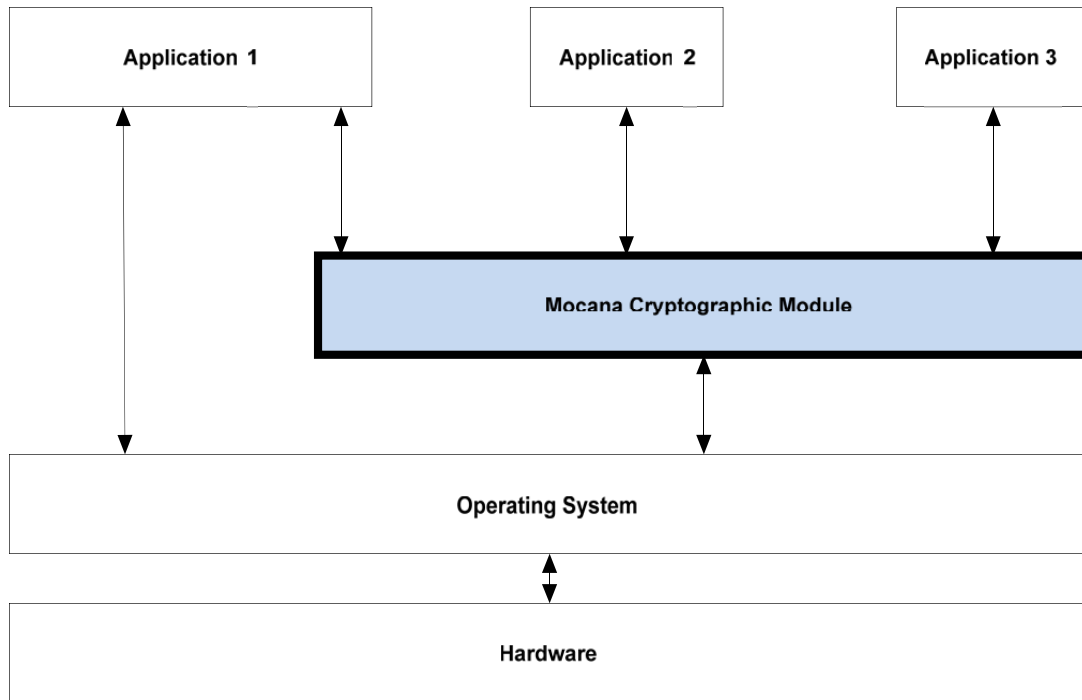 Application 1
Application 2
Application 3
Mocana Cryptographic Module
Operating System
Hardware